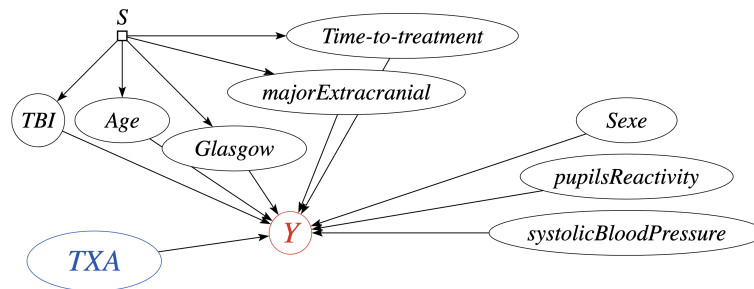 S
Time-to-treatment
majorExtracranial
TBI
Age
Sexe
Glasgow
pupilsReactivity
Y
systolicBloodPressure
TXA